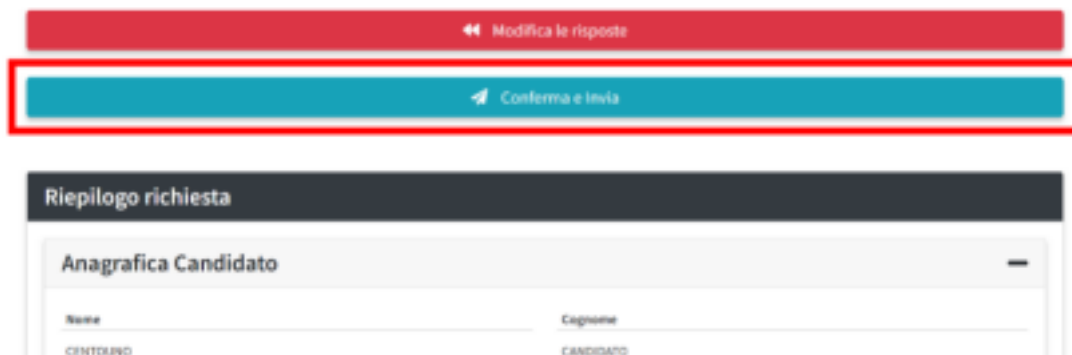 Modifica le risposte
Conferma e Invia
Riepilogo richiesta
Anagrafica Candidato
Nome Cognome
CENTOUNO CANDIDATO